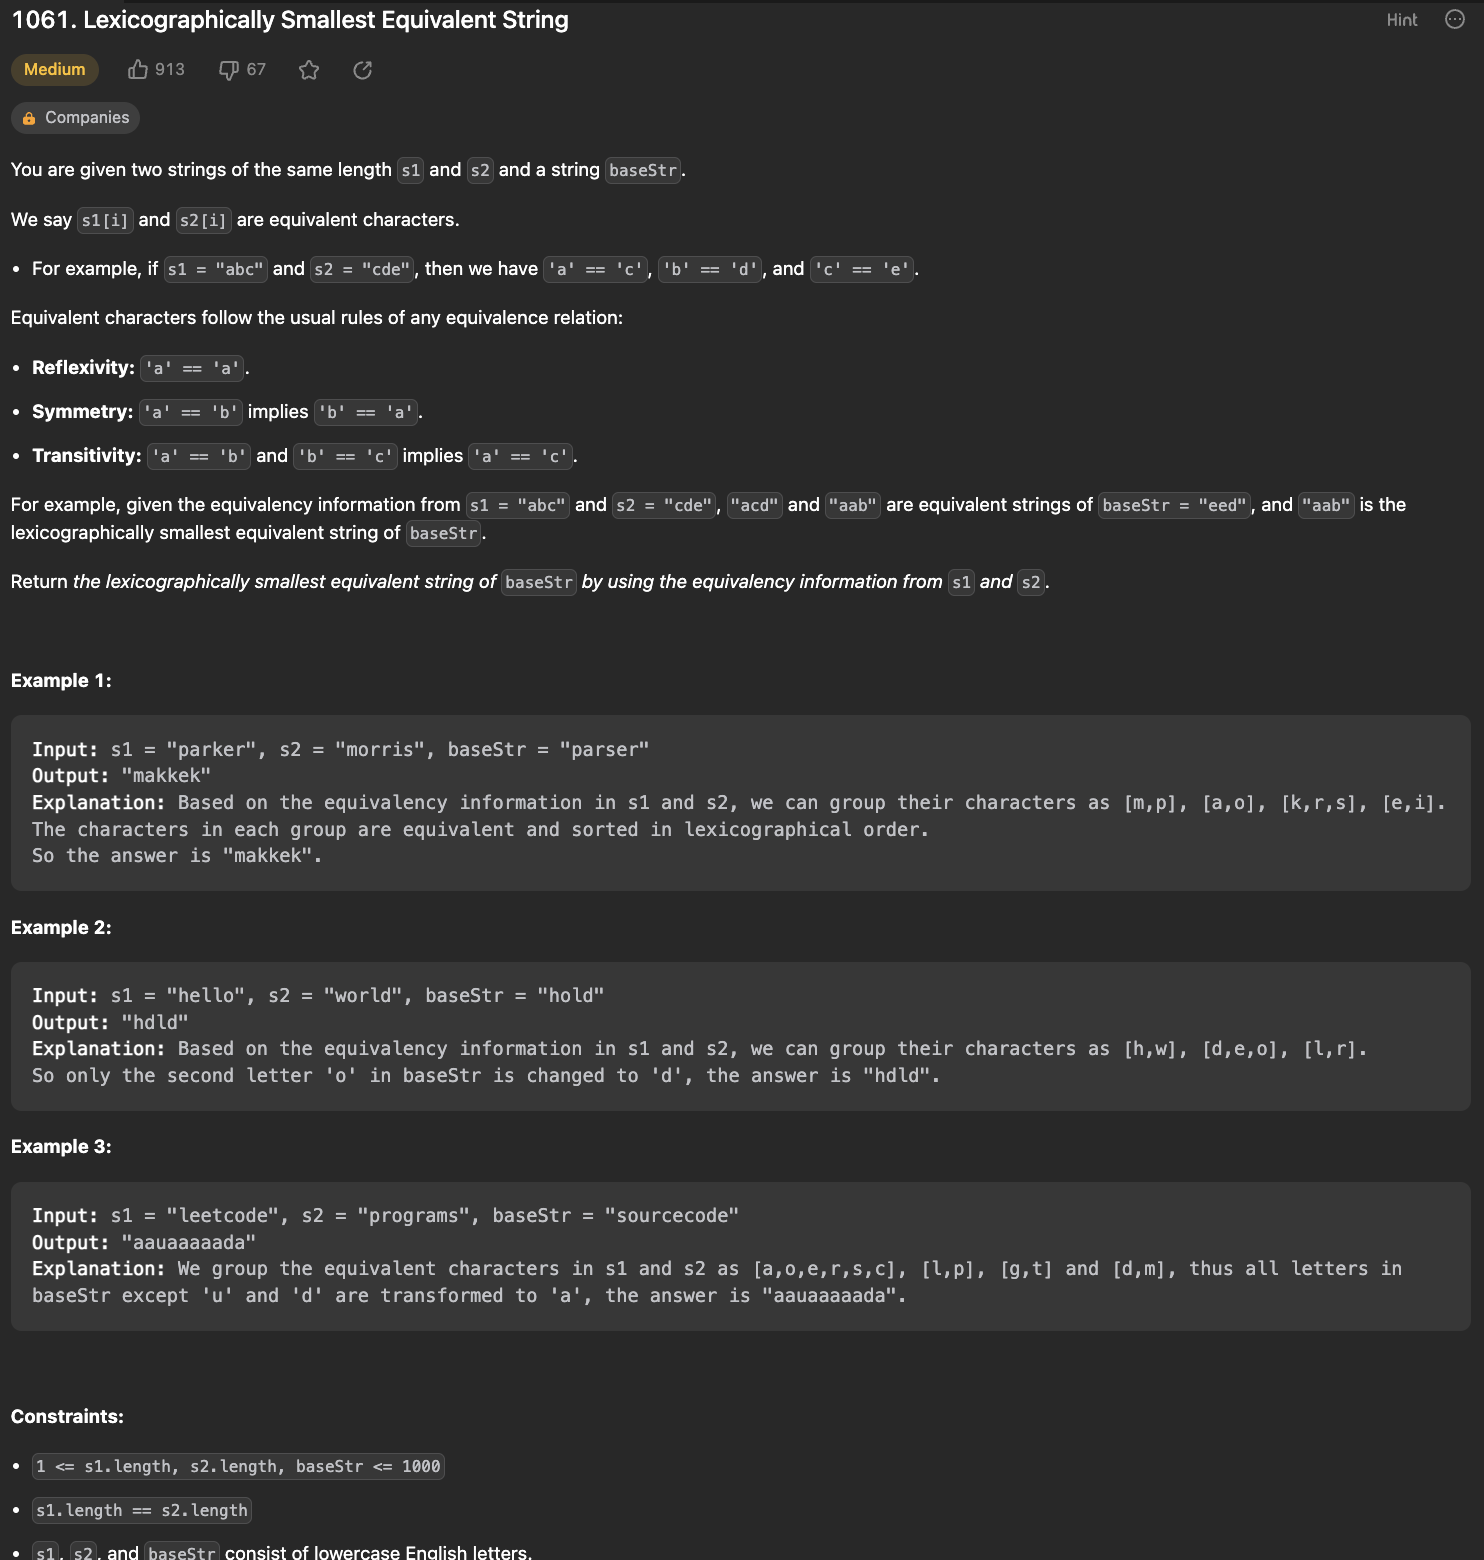 1061. Lexicographically Smallest Equivalent String
Hint
Medium 913 67
Companies
You are given two strings of the same length s1 and s2 and a string baseStr.
We say s1[i] and s2[i] are equivalent characters.
• For example, if s1 = "abc" and s2 = "cde", then we have 'a' == 'c', 'b' == 'd', and 'c' == 'e'.
Equivalent characters follow the usual rules of any equivalence relation:
• Reflexivity: 'a' == 'a'.
• Symmetry: 'a' == 'b' implies 'b' == 'a'.
• Transitivity: 'a' == 'b' and 'b' == 'c' implies 'a' == 'c'.
For example, given the equivalency information from s1 = "abc" and s2 = "cde", "acd" and "aab" are equivalent strings of baseStr = "eed", and "aab" is the
lexicographically smallest equivalent string of baseStr.
Return the lexicographically smallest equivalent string of baseStr by using the equivalency information from s1 and s2.
Example 1:
Input: s1 = "parker", s2 = "morris", baseStr = "parser"
Output: "makkek"
Explanation: Based on the equivalency information in s1 and s2, we can group their characters as [m,p], [a,o], [k,r,s], [e,i].
The characters in each group are equivalent and sorted in lexicographical order.
So the answer is "makkek".
Example 2:
Input: s1 = "hello", s2 = "world", baseStr = "hold"
Output: "hdld"
Explanation: Based on the equivalency information in s1 and s2, we can group their characters as [h,w], [d,e,o], [l,r].
So only the second letter 'o' in baseStr is changed to 'd', the answer is "hdld".
Example 3:
Input: s1 = "leetcode", s2 = "programs", baseStr = "sourcecode"
Output: "aauaaaaada"
Explanation: We group the equivalent characters in s1 and s2 as [a,o,e,r,s,c], [l,p], [g,t] and [d,m], thus all letters in
baseStr except 'u' and 'd' are transformed to 'a', the answer is "aauaaaaada".
Constraints:
• 1 <= s1.length, s2.length, baseStr <= 1000
• s1.length == s2.length
• s1, s2, and baseStr consist of lowercase English letters.